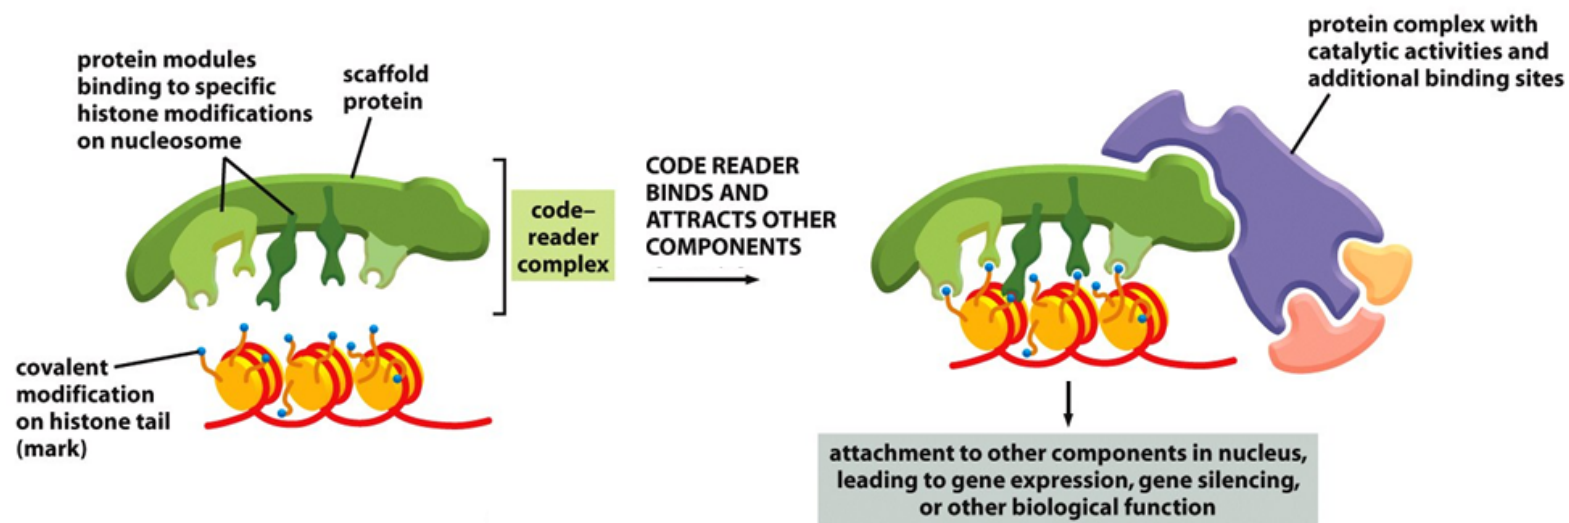 protein modules
binding to specific
histone modifications
on nucleosome
scaffold
protein
code–
reader
complex
covalent
modification
on histone tail
(mark)
CODE READER
BINDS AND
ATTRACTS OTHER
COMPONENTS
protein complex with
catalytic activities and
additional binding sites
attachment to other components in nucleus,
leading to gene expression, gene silencing,
or other biological function